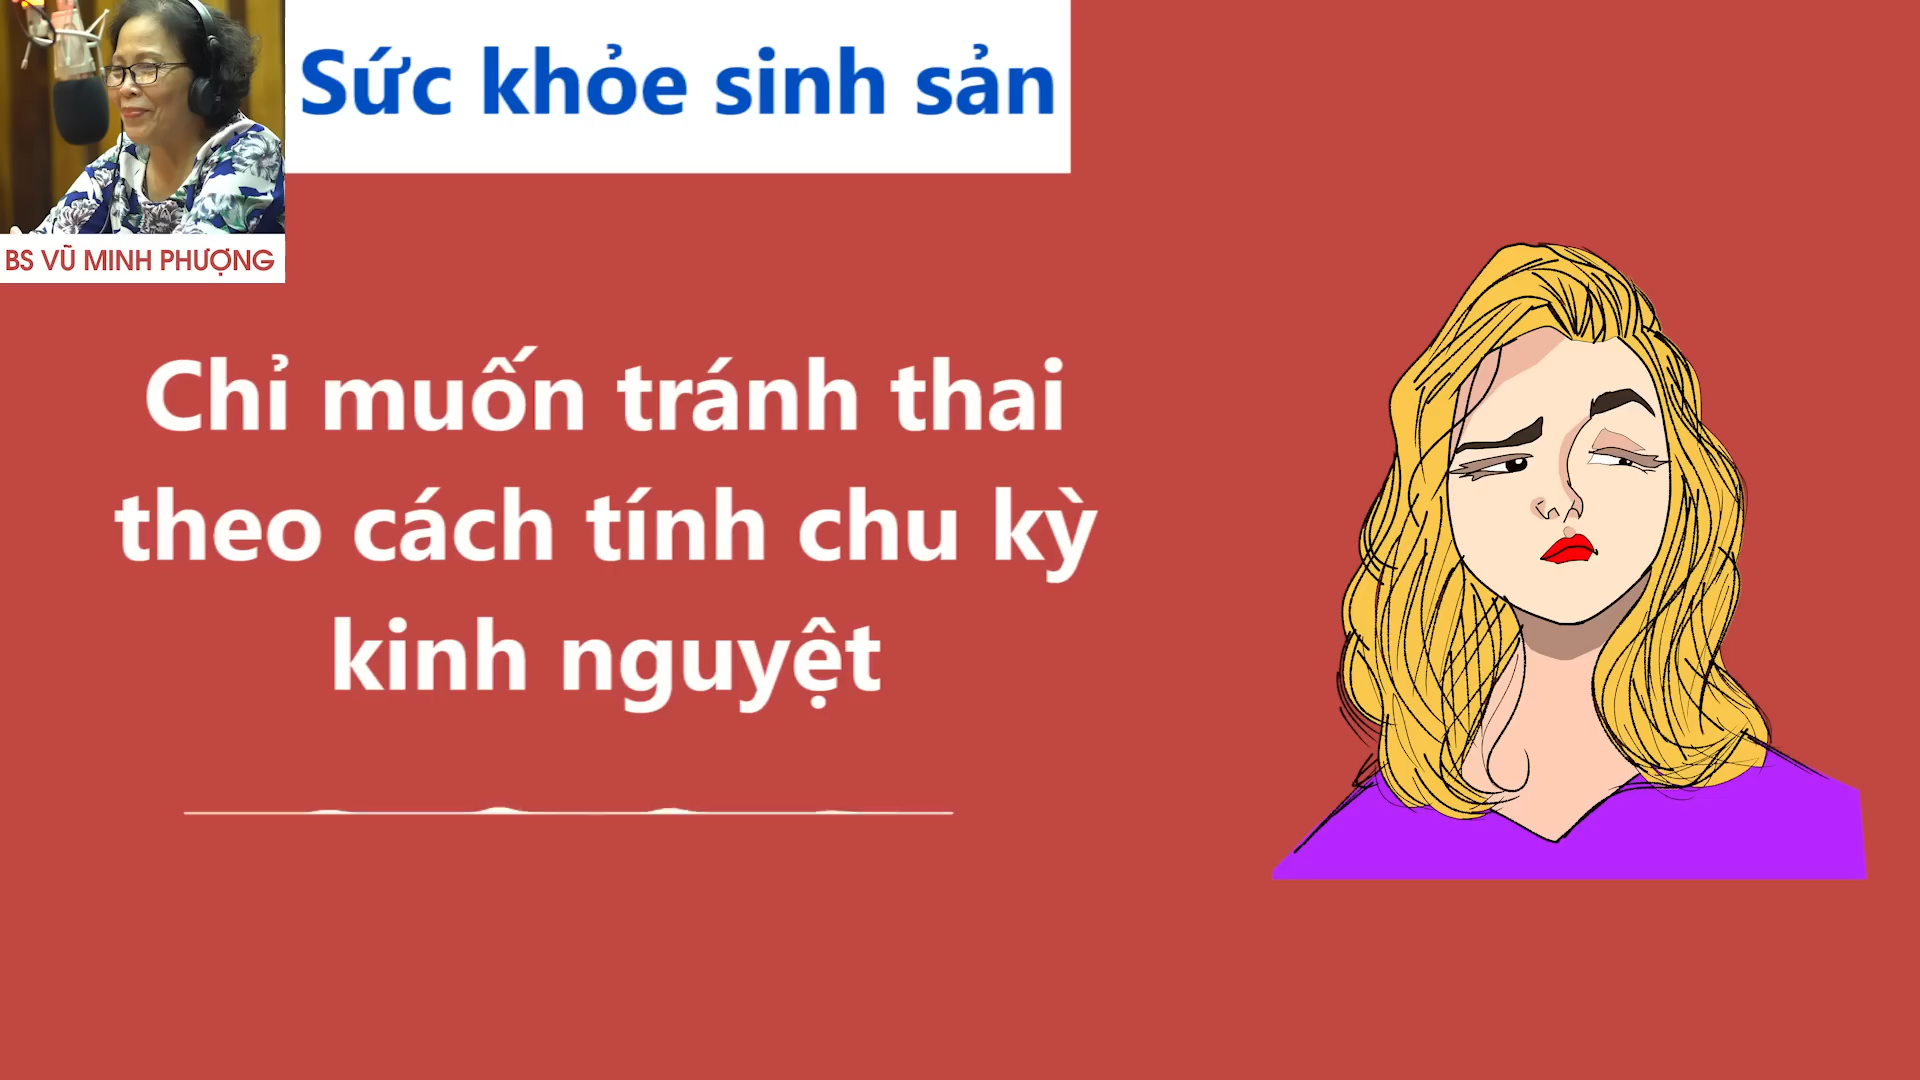 Sức khỏe sinh sản
BS VŨ MINH PHƯỢNG
Chỉ muốn tránh thai
theo cách tính chu kỳ
kinh nguyệt